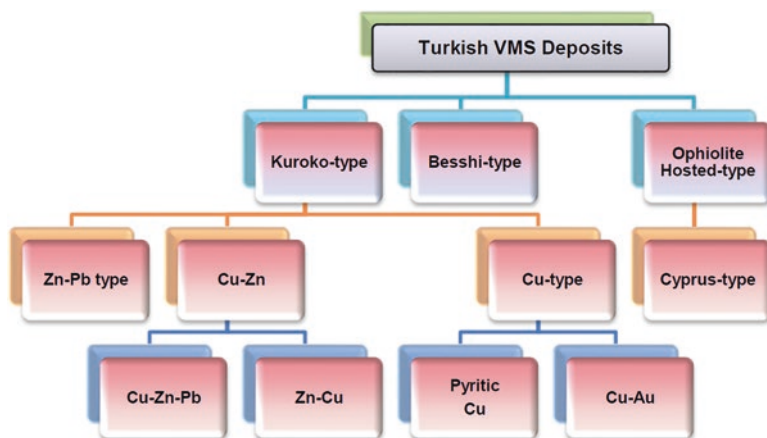 Turkish VMS Deposits
Kuroko-type
Besshi-type
Ophiolite
Hosted-type
Zn-Pb type
Cu-Zn
Cu-type
Cyprus-type
Cu-Zn-Pb
Zn-Cu
Pyritic
Cu
Cu-Au